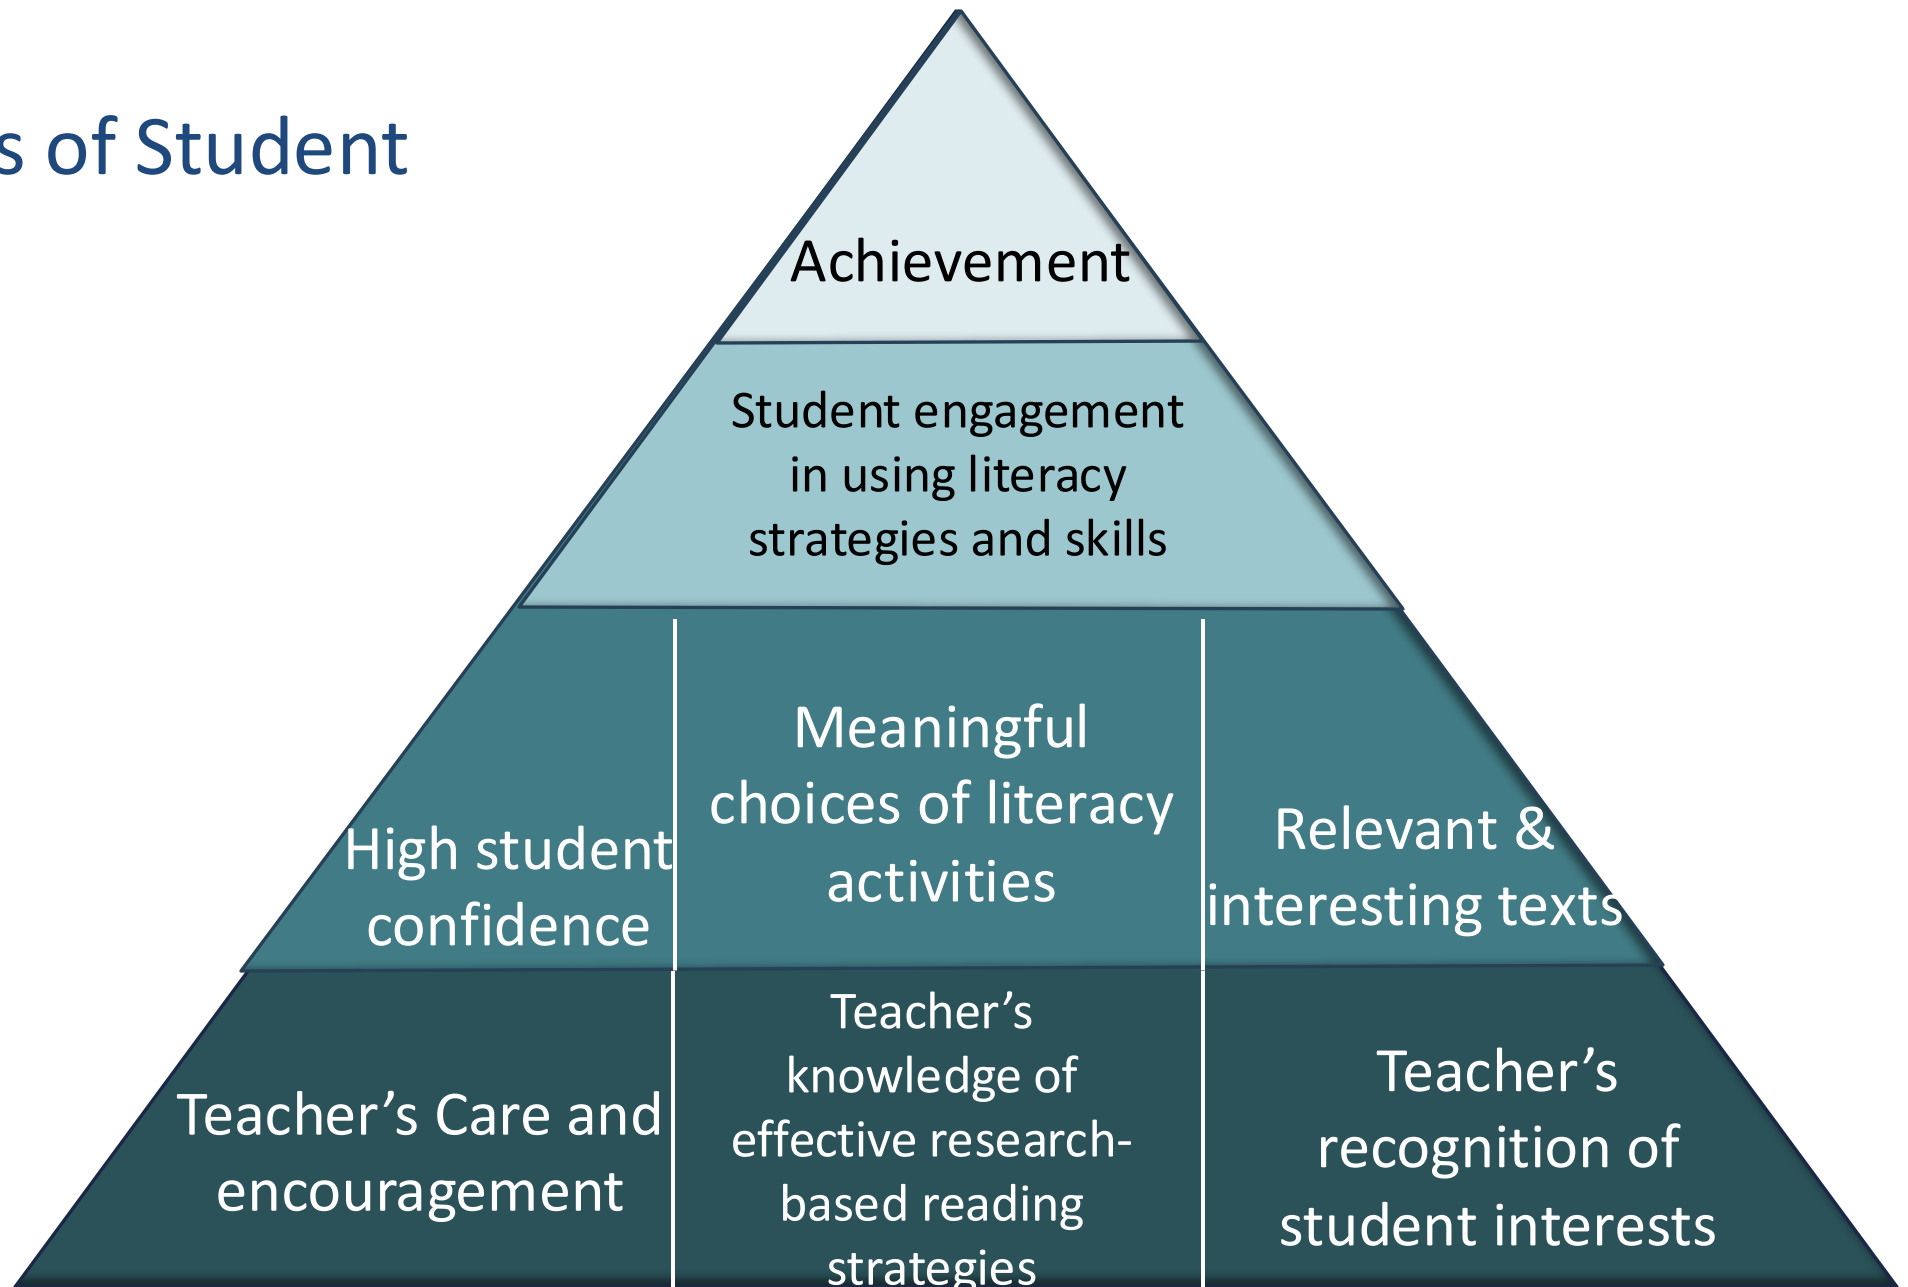 s of Student
Achievement
Student engagement
in using literacy
strategies and skills
High student
confidence
Meaningful
choices of literacy
activities
Relevant &
interesting texts
Teacher’s Care and
encouragement
Teacher’s
knowledge of
effective research-
based reading
strategies
Teacher’s
recognition of
student interests